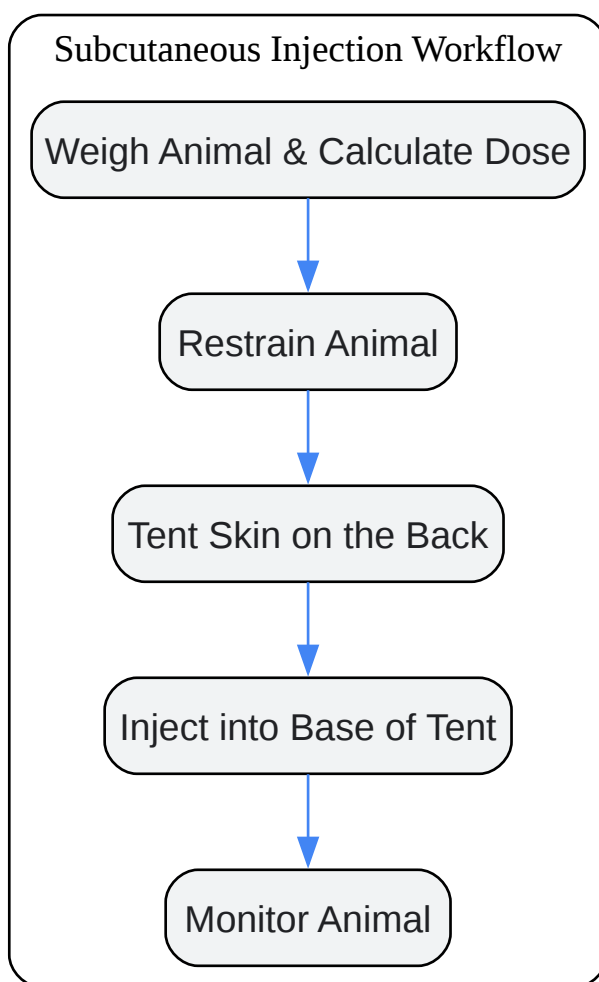 Subcutaneous Injection Workflow
Weigh Animal & Calculate Dose
Restrain Animal
Tent Skin on the Back
Inject into Base of Tent
Monitor Animal